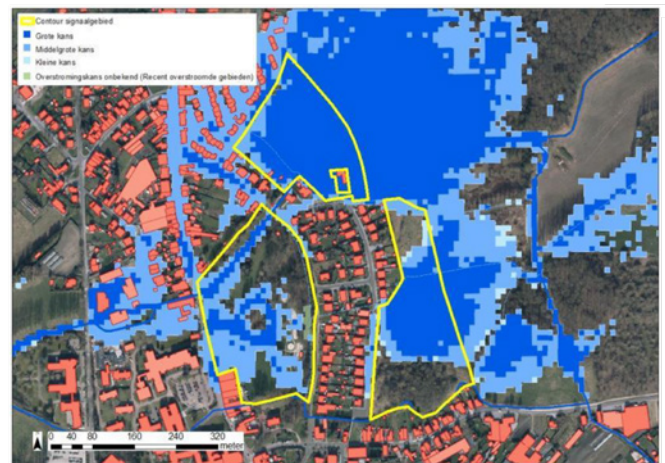 Contour signaalgebied
Grote kans
Middelgrote kans
Kleine kans
Overstromingskans onbekend (Recent overstroomde gebieden)
0 40 80 160 240 320
meter